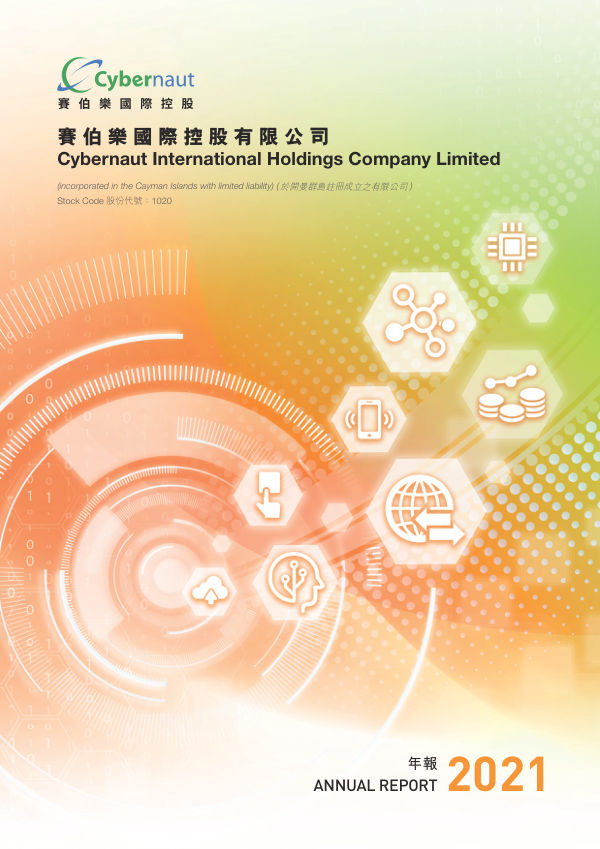 Cybernaut
賽伯樂國際控股
賽伯樂國際控股有限公司
Cybernaut International Holdings Company Limited
(incorporated in the Cayman Islands with limited liability) (於開曼群島註冊成立之有限公司)
Stock Code 股份代號：1020
年報
ANNUAL REPORT 2021